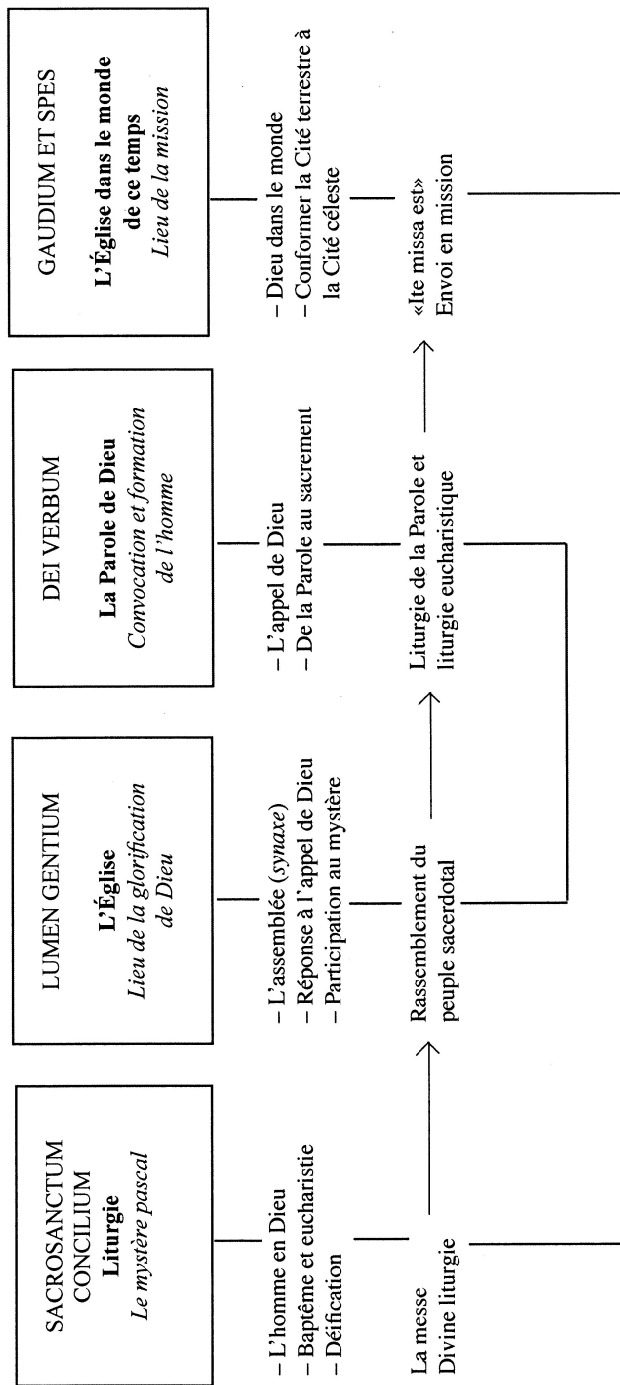 SACROSANCTUM
CONCILIUM
Liturgie
Le mystère pascal
– L'homme en Dieu
– Baptême et eucharistie
– Déification
La messe
Divine liturgie
LUMEN GENTIUM
L'Église
Lieu de la glorification
de Dieu
– L'assemblée (synaxe)
– Réponse à l'appel de Dieu
– Participation au mystère
Rassemblement du
peuple sacerdotal
DEI VERBUM
La Parole de Dieu
Convocation et formation
de l'homme
– L'appel de Dieu
– De la Parole au sacrement
Liturgie de la Parole et
liturgie eucharistique
GAUDIUM ET SPES
L'Église dans le monde
de ce temps
Lieu de la mission
– Dieu dans le monde
– Conformer la Cité terrestre à
la Cité céleste
«Ite missa est»
Envoi en mission